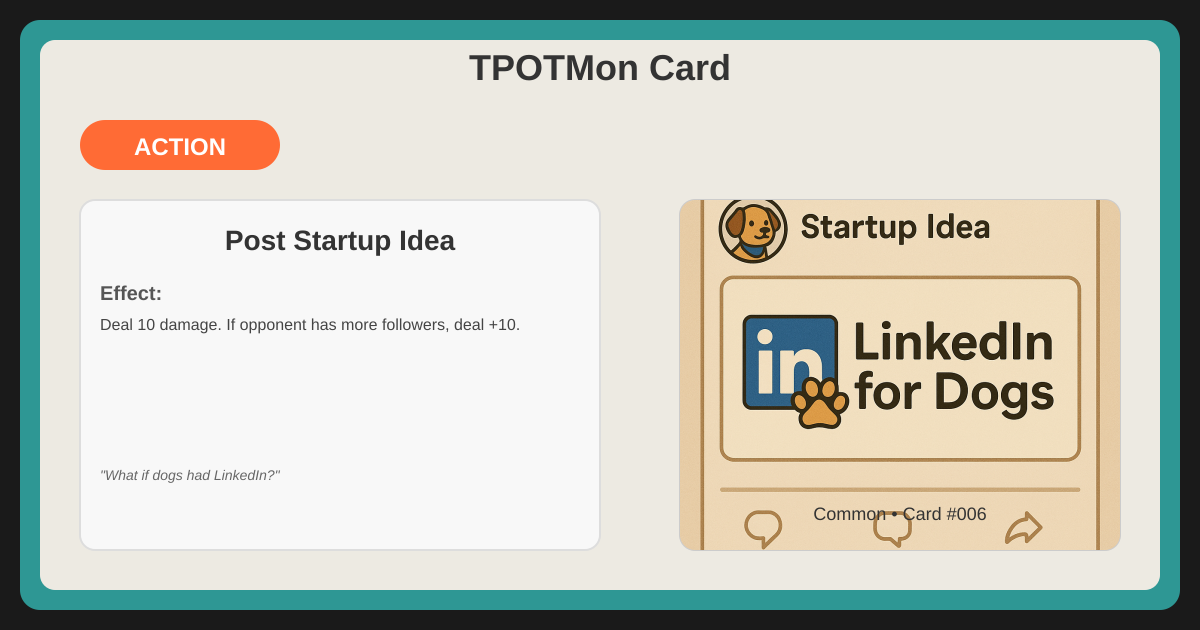 TPOTMon Card
ACTION
Post Startup Idea
Effect:
Deal 10 damage. If opponent has more followers, deal +10.
"What if dogs had LinkedIn?"
Startup Idea
in
LinkedIn
for Dogs
Common • Card #006